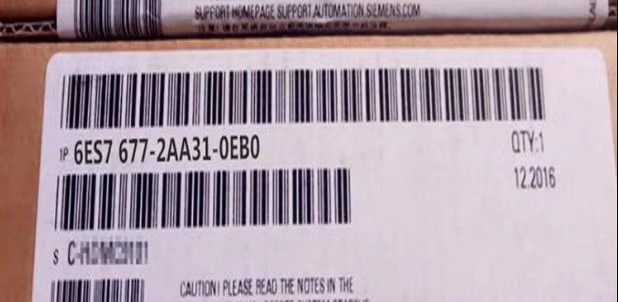 SUPPORT HOMEPAGE SUPPORT.AUTOMATION.SIEMENS.COM
1P 6ES7 677-2AA31-0EB0
QTY:1
12.2016
S C-
CAUTION! PLEASE READ THE NOTES IN THE